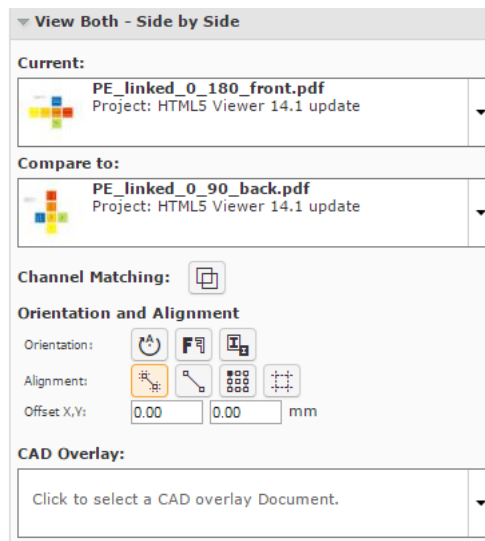 View Both - Side by Side
Current:
PE_linked_0_180_front.pdf
Project: HTML5 Viewer 14.1 update
Compare to:
PE_linked_0_90_back.pdf
Project: HTML5 Viewer 14.1 update
Channel Matching:
Orientation and Alignment
Orientation:
Alignment:
Offset X,Y: 0.00 0.00 mm
CAD Overlay:
Click to select a CAD overlay Document.